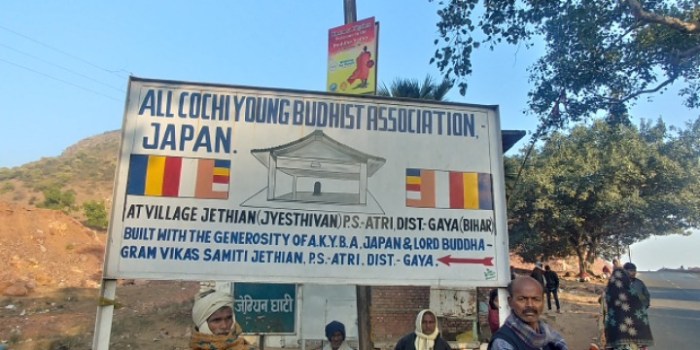 ALL COCHI YOUNG BUDHIST ASSOCIATION,
JAPAN.
AT VILLAGE JETHIAN (JYESTHIVAN) P.S.-ATRI, DIST.-GAYA (BIHAR)
BUILT WITH THE GENEROSITY OF A.K.Y.B.A., JAPAN & LORD BUDDHA-
GRAM VIKAS SAMITI JETHIAN, P.S.-ATRI. DIST.-GAYA.
जेठियन घाटी